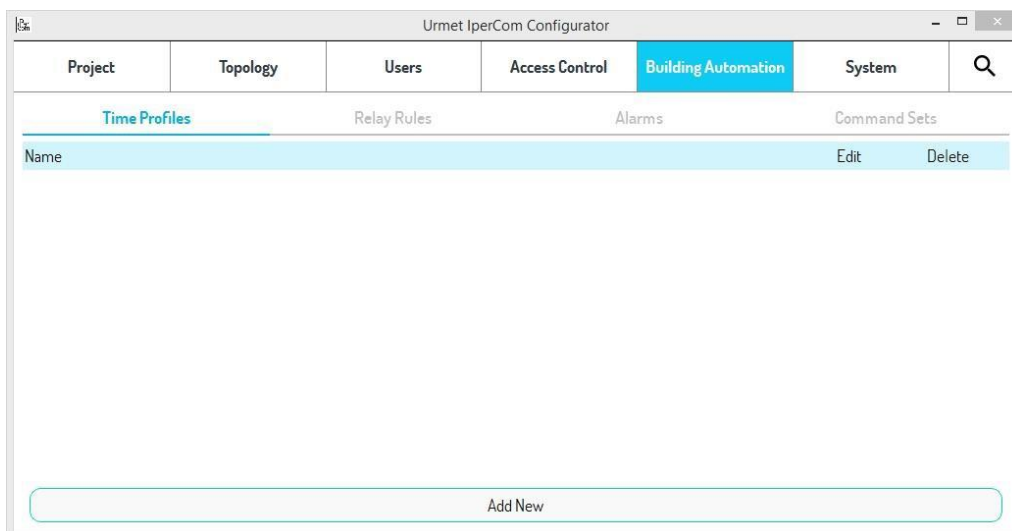 Urmet IperCom Configurator
Project Topology Users Access Control Building Automation System
Time Profiles Relay Rules Alarms Command Sets
Name Edit Delete
Add New